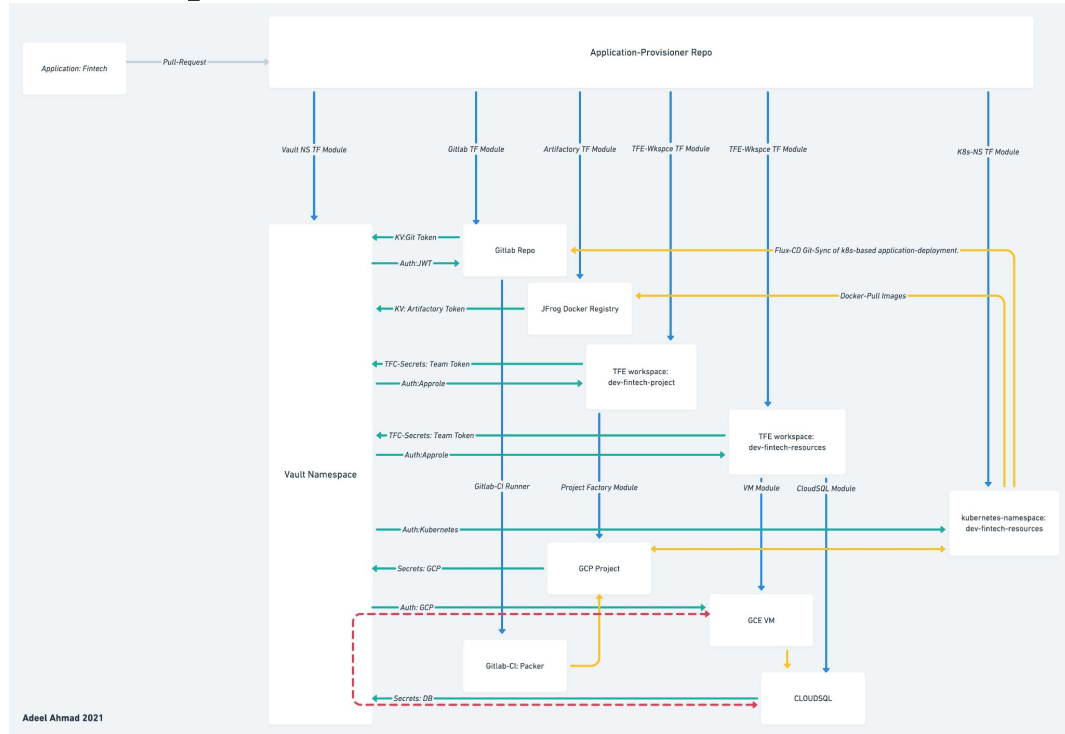 Application-Provisioner Repo
Application: Fintech
Pull-Request
Vault NS TF Module
Gitlab TF Module
Artifactory TF Module
TFE-Wkspce TF Module
TFE-Wkspce TF Module
K8s-NS TF Module
KV:Git Token
Gitlab Repo
Flux-CD Git-Sync of k8s-based application-deployment.
Auth:JWT
Docker-Pull Images
KV: Artifactory Token
JFrog Docker Registry
TFC-Secrets: Team Token
TFE workspace:
dev-fintech-project
Auth:Approle
TFC-Secrets: Team Token
TFE workspace:
dev-fintech-resources
Auth:Approle
Vault Namespace
Gitlab-CI Runner
Project Factory Module
VM Module
CloudSQL Module
kubernetes-namespace:
dev-fintech-resources
Auth:Kubernetes
Secrets: GCP
GCP Project
Auth: GCP
GCE VM
Gitlab-CI: Packer
Secrets: DB
CLOUDSQL
Adeel Ahmad 2021